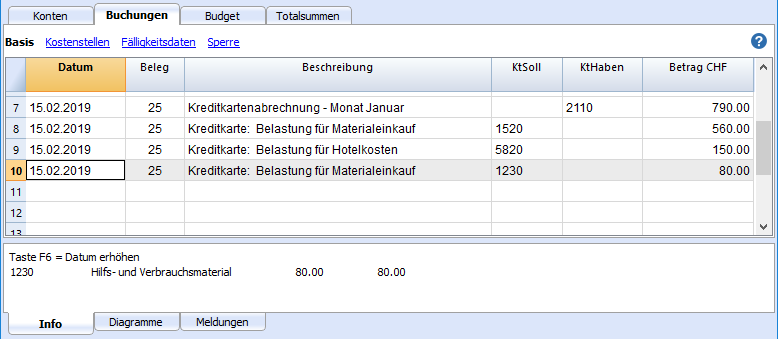 Konten Buchungen Budget Totalsummen
Basis Kostenstellen Fälligkeitsdaten Sperre ?
Datum Beleg Beschreibung KtSoll KtHaben Betrag CHF
7 15.02.2019 25 Kreditkartenabrechnung - Monat Januar 2110 790.00
8 15.02.2019 25 Kreditkarte: Belastung für Materialeinkauf 1520 560.00
9 15.02.2019 25 Kreditkarte: Belastung für Hotelkosten 5820 150.00
10 15.02.2019 25 Kreditkarte: Belastung für Materialeinkauf 1230 80.00
11
12
13
Taste F6 = Datum erhöhen
1230 Hilfs- und Verbrauchsmaterial 80.00 80.00
Info Diagramme Meldungen